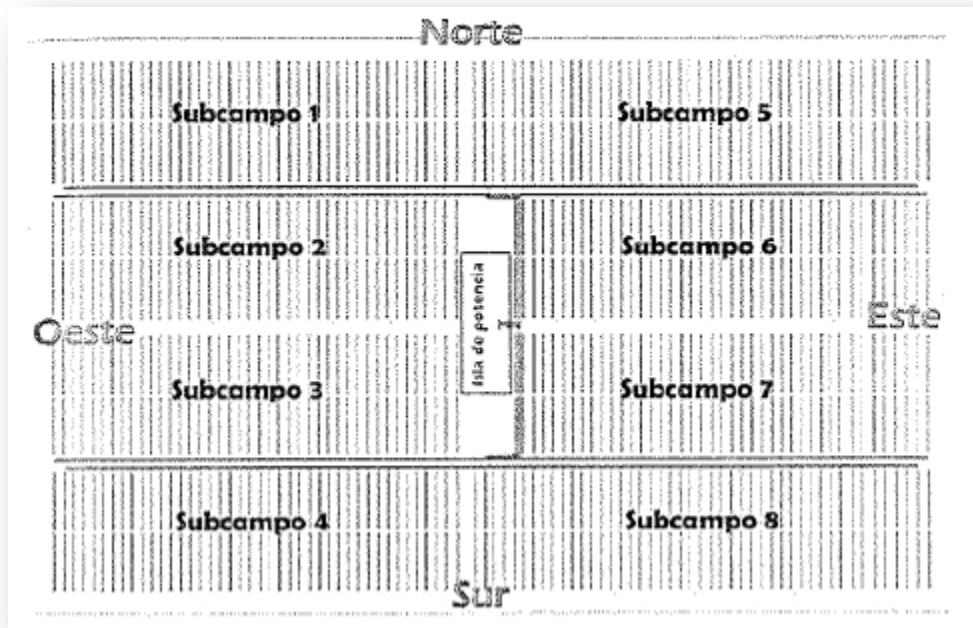 Norte
Subcampo 1
Subcampo 5
Subcampo 2
Subcampo 6
Isla de potencia
Oeste
Este
Subcampo 3
Subcampo 7
Subcampo 4
Subcampo 8
Sur